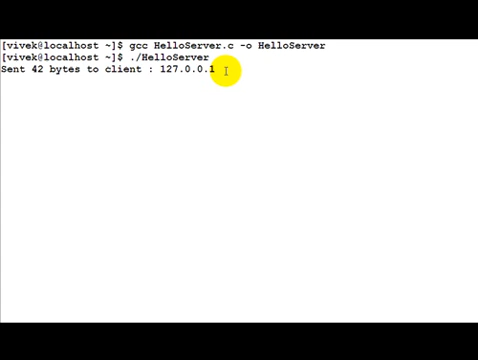 [vivek@localhost ~]$ gcc HelloServer.c -o HelloServer
[vivek@localhost ~]$ ./HelloServer
Sent 42 bytes to client : 127.0.0.1